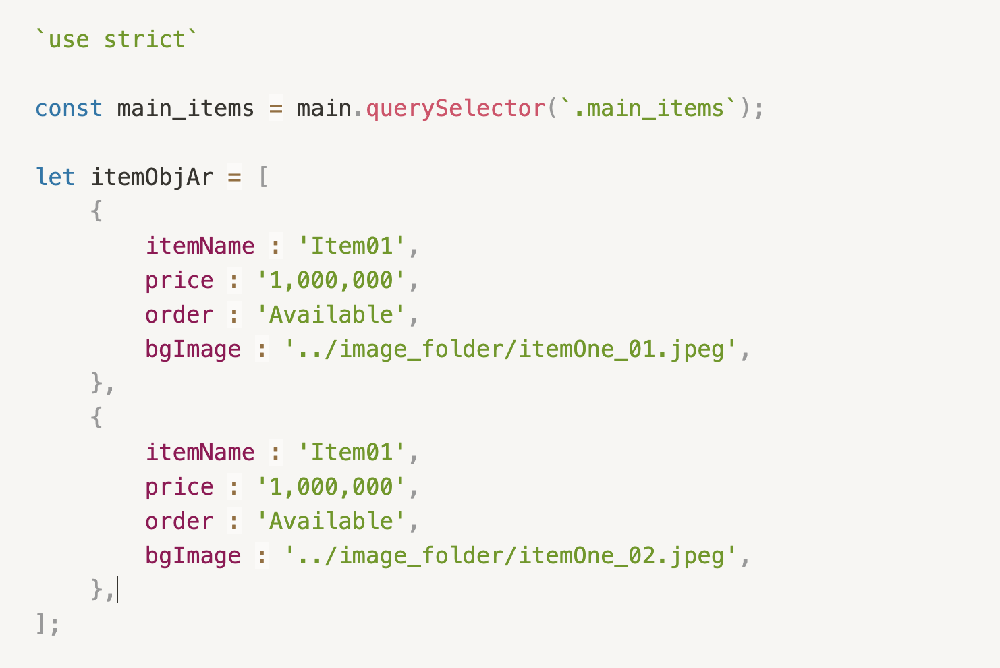 `use strict`
const main_items = main.querySelector(`.main_items`);
let itemObjAr = [
{
itemName : 'Item01',
price : '1,000,000',
order : 'Available',
bgImage : '../image_folder/itemOne_01.jpeg',
},
{
itemName : 'Item01',
price : '1,000,000',
order : 'Available',
bgImage : '../image_folder/itemOne_02.jpeg',
},
];